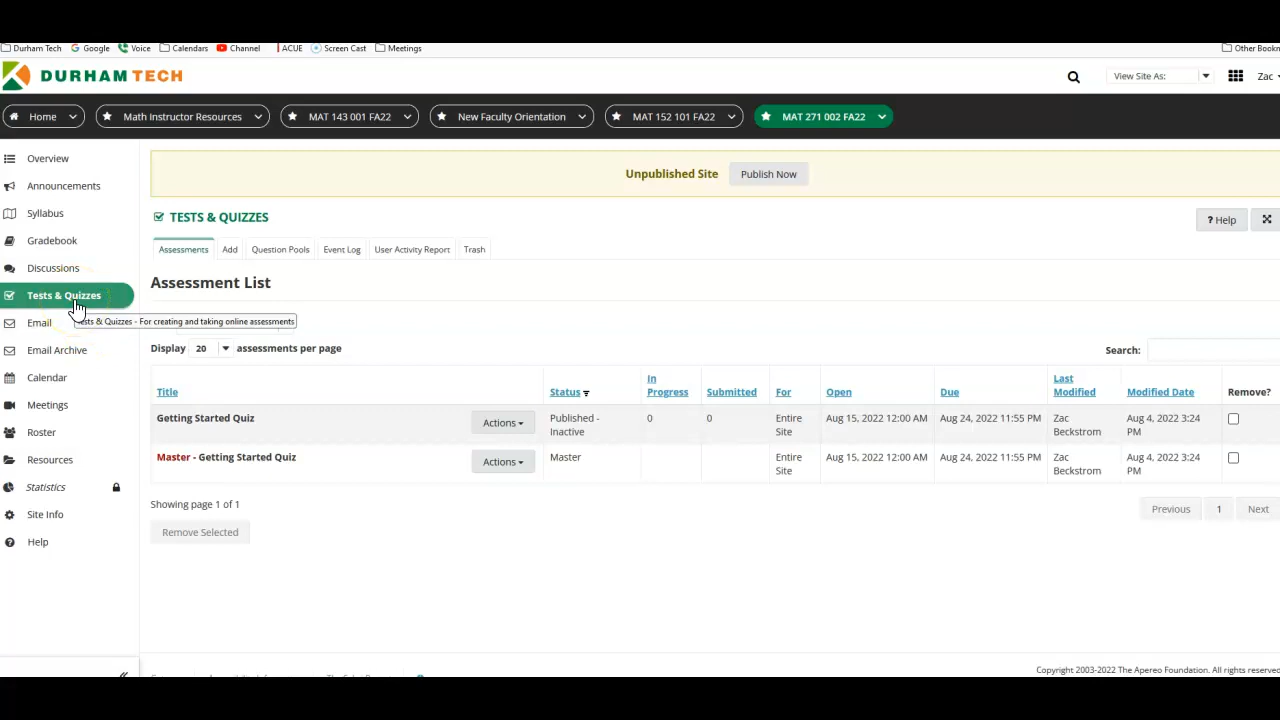 Durham Tech Google Voice Calendars Channel ACUE Screen Cast Meetings Other Bookn
DURHAM TECH View Site As: Zac
Home Math Instructor Resources MAT 143 001 FA22 New Faculty Orientation MAT 152 101 FA22 MAT 271 002 FA22
Overview
Announcements
Syllabus
Gradebook
Discussions
Tests & Quizzes
Email
Email Archive
Calendar
Meetings
Roster
Resources
Statistics
Site Info
Help
Unpublished Site Publish Now
TESTS & QUIZZES
? Help
Assessments Add Question Pools Event Log User Activity Report Trash
Assessment List
ests & Quizzes - For creating and taking online assessments
Display 20 assessments per page
Search:
Title Status In Progress Submitted For Open Due Last Modified Modified Date Remove?
Getting Started Quiz Actions Published - Inactive 0 0 Entire Site Aug 15, 2022 12:00 AM Aug 24, 2022 11:55 PM Zac Beckstrom Aug 4, 2022 3:24 PM
Master - Getting Started Quiz Actions Master Entire Site Aug 15, 2022 12:00 AM Aug 24, 2022 11:55 PM Zac Beckstrom Aug 4, 2022 3:24 PM
Showing page 1 of 1
Previous 1 Next
Remove Selected
Copyright 2003-2022 The Apereo Foundation. All rights reserved